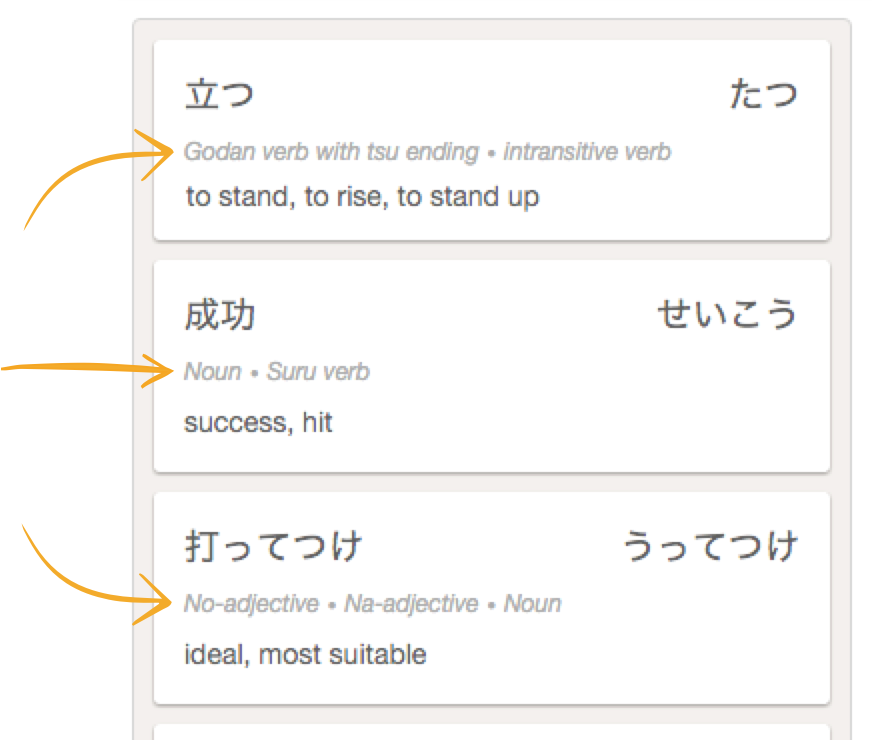 立つ たつ
Godan verb with tsu ending • intransitive verb
to stand, to rise, to stand up
成功 せいこう
Noun • Suru verb
success, hit
打ってつけ うってつけ
No-adjective • Na-adjective • Noun
ideal, most suitable